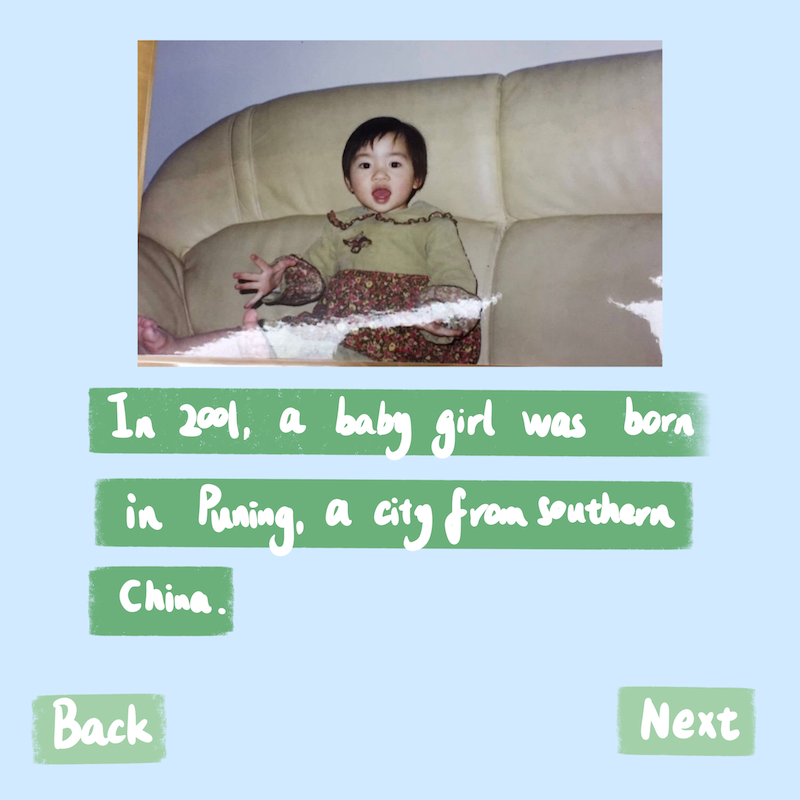 In 2001, a baby girl was born
in Puning, a city from southern
China.
Back
Next